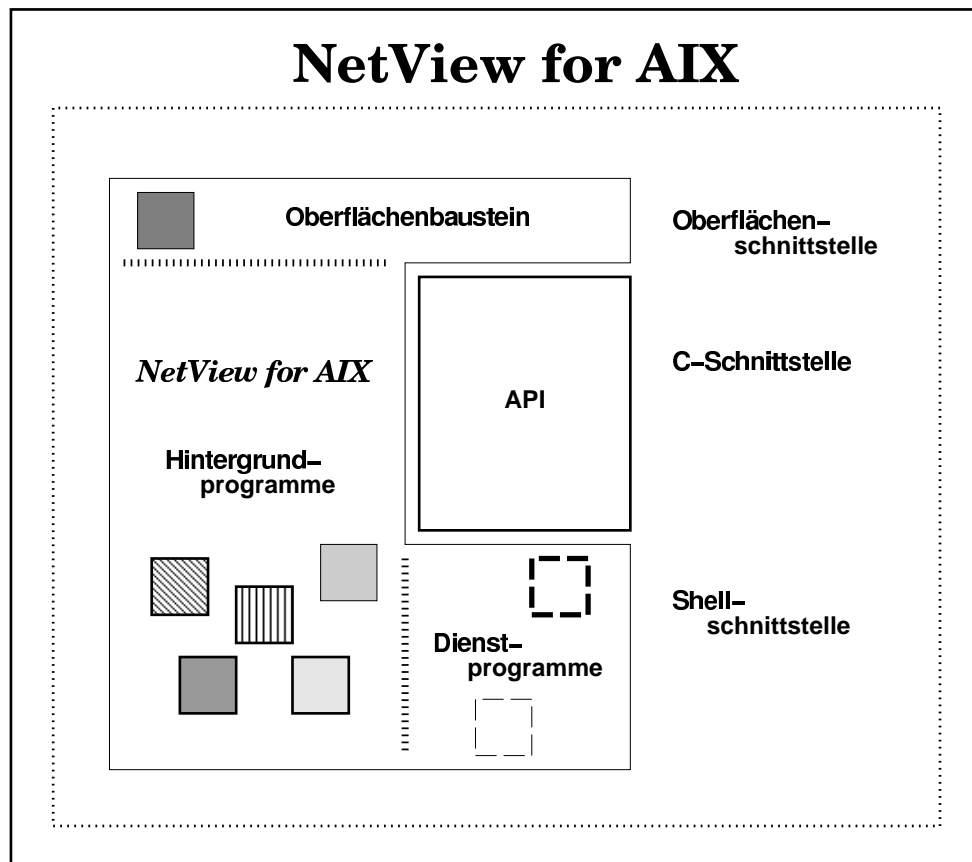 NetView for AIX
Oberflächenbaustein
Oberflächen–
schnittstelle
NetView for AIX
API
C–Schnittstelle
Hintergrund–
programme
Dienst–
programme
Shell–
schnittstelle